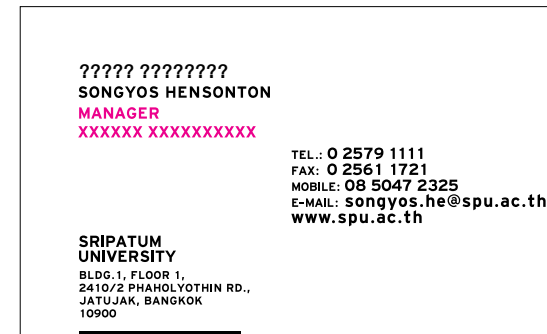 ????? ????????
SONGYOS HENSONTON
MANAGER
XXXXXX XXXXXXXXXX
TEL.: 0 2579 1111
FAX: 0 2561 1721
MOBILE: 08 5047 2325
E-MAIL: songyos.he@spu.ac.th
www.spu.ac.th
SRIPATUM
UNIVERSITY
BLDG.1, FLOOR 1,
2410/2 PHAHOLYOTHIN RD.,
JATUJAK, BANGKOK
10900